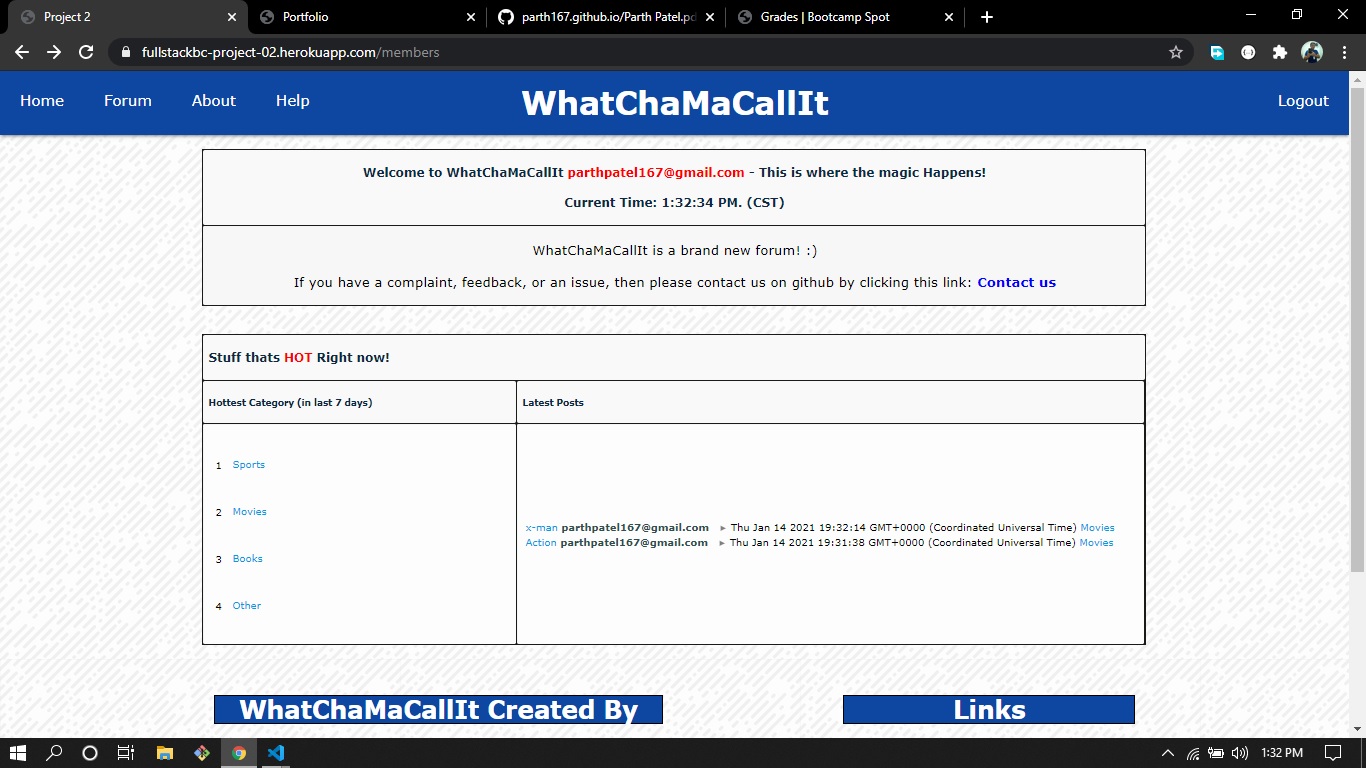 Project 2
Portfolio
parth167.github.io/Parth Patel.pd
Grades | Bootcamp Spot
fullstackbc-project-02.herokuapp.com/members
Home Forum About Help WhatChaMaCallIt Logout
Welcome to WhatChaMaCallIt parthpatel167@gmail.com - This is where the magic Happens!
Current Time: 1:32:34 PM. (CST)
WhatChaMaCallIt is a brand new forum! :)
If you have a complaint, feedback, or an issue, then please contact us on github by clicking this link: Contact us
Stuff thats HOT Right now!
Hottest Category (in last 7 days)
Latest Posts
1 Sports
2 Movies
3 Books
4 Other
x-man parthpatel167@gmail.com ► Thu Jan 14 2021 19:32:14 GMT+0000 (Coordinated Universal Time) Movies
Action parthpatel167@gmail.com ► Thu Jan 14 2021 19:31:38 GMT+0000 (Coordinated Universal Time) Movies
WhatChaMaCallIt Created By
Links
1:32 PM